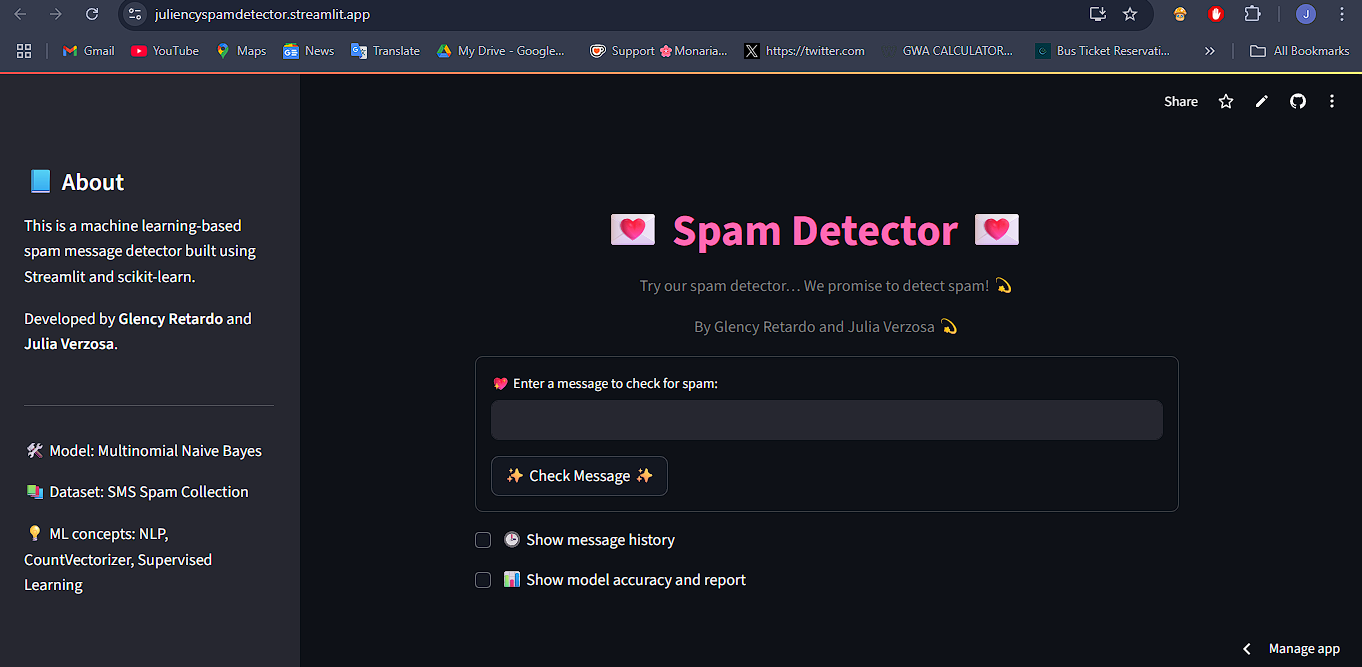 juliencyspamdetector.streamlit.app
Gmail
YouTube
Maps
News
Translate
My Drive - Google...
Support 🌸Monaria...
https://twitter.com
GWA CALCULATOR...
Bus Ticket Reservati...
All Bookmarks
J
Share
📘 About
This is a machine learning-based
spam message detector built using
Streamlit and scikit-learn.
Developed by Glency Retardo and
Julia Verzosa.
🛠️ Model: Multinomial Naive Bayes
📚 Dataset: SMS Spam Collection
💡 ML concepts: NLP,
CountVectorizer, Supervised
Learning
💌 Spam Detector 💌
Try our spam detector... We promise to detect spam! 💫
By Glency Retardo and Julia Verzosa 💫
💖 Enter a message to check for spam:
✨ Check Message ✨
🕒 Show message history
📊 Show model accuracy and report
Manage app